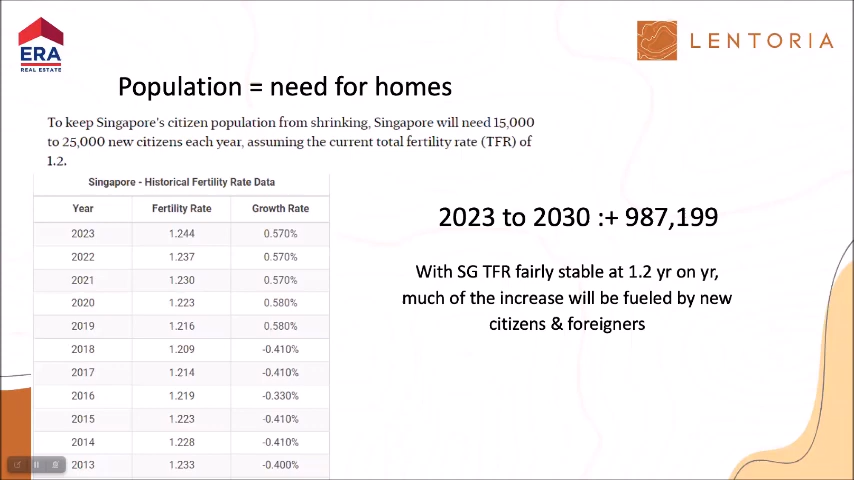 ERA
REAL ESTATE
LENTORIA
Population = need for homes
To keep Singapore's citizen population from shrinking, Singapore will need 15,000
to 25,000 new citizens each year, assuming the current total fertility rate (TFR) of
1.2.
Singapore - Historical Fertility Rate Data
Year Fertility Rate Growth Rate
2023 1.244 0.570%
2022 1.237 0.570%
2021 1.230 0.570%
2020 1.223 0.580%
2019 1.216 0.580%
2018 1.209 -0.410%
2017 1.214 -0.410%
2016 1.219 -0.330%
2015 1.223 -0.410%
2014 1.228 -0.410%
2013 1.233 -0.400%
2023 to 2030 :+ 987,199
With SG TFR fairly stable at 1.2 yr on yr,
much of the increase will be fueled by new
citizens & foreigners